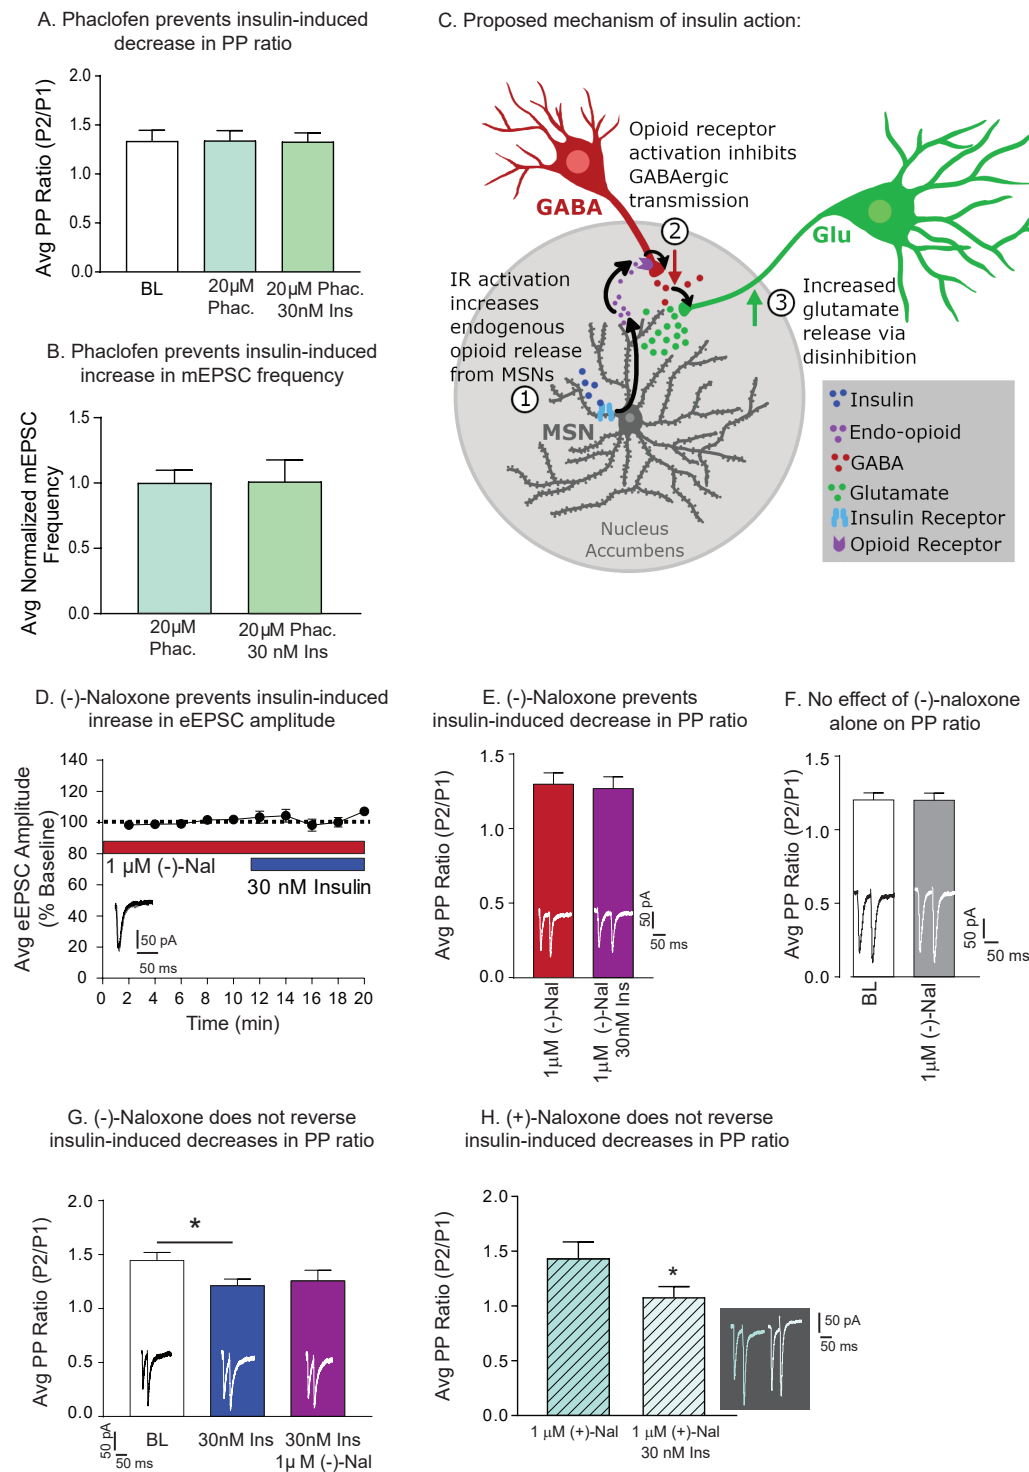 A. Phaclofen prevents insulin-induced
decrease in PP ratio
Avg PP Ratio (P2/P1)
2.0
1.5
1.0
0.5
0.0
BL
20µM
Phac.
20µM Phac.
30nM Ins
B. Phaclofen prevents insulin-induced
increase in mEPSC frequency
Avg Normalized mEPSC
Frequency
1.5
1.0
0.5
0.0
20µM
Phac.
20µM Phac.
30 nM Ins
C. Proposed mechanism of insulin action:
Opioid receptor
activation inhibits
GABAergic
transmission
GABA
Glu
2
IR activation
increases
endogenous
opioid release
from MSNs
1
3
Increased
glutamate
release via
disinhibition
MSN
Nucleus
Accumbens
Insulin
Endo-opioid
GABA
Glutamate
Insulin Receptor
Opioid Receptor
D. (-)-Naloxone prevents insulin-induced
inrease in eEPSC amplitude
Avg eEPSC Amplitude
(% Baseline)
140
120
100
80
60
40
20
0
1 µM (-)-Nal
30 nM Insulin
50 pA
50 ms
0 2 4 6 8 10 12 14 16 18 20
Time (min)
E. (-)-Naloxone prevents
insulin-induced decrease in PP ratio
Avg PP Ratio (P2/P1)
1.5
1.0
0.5
0.0
50 pA
50 ms
1µM (-)-Nal
1µM (-)-Nal
30nM Ins
F. No effect of (-)-naloxone
alone on PP ratio
Avg PP Ratio (P2/P1)
1.5
1.0
0.5
0.0
50 pA
50 ms
BL
1µM (-)-Nal
G. (-)-Naloxone does not reverse
insulin-induced decreases in PP ratio
Avg PP Ratio (P2/P1)
2.0
1.5
1.0
0.5
0.0
*
50 pA
50 ms
BL
30nM Ins
30nM Ins
1µ M (-)-Nal
H. (+)-Naloxone does not reverse
insulin-induced decreases in PP ratio
Avg PP Ratio (P2/P1)
2.0
1.5
1.0
0.5
0.0
*
50 pA
50 ms
1 µM (+)-Nal
1 µM (+)-Nal
30 nM Ins